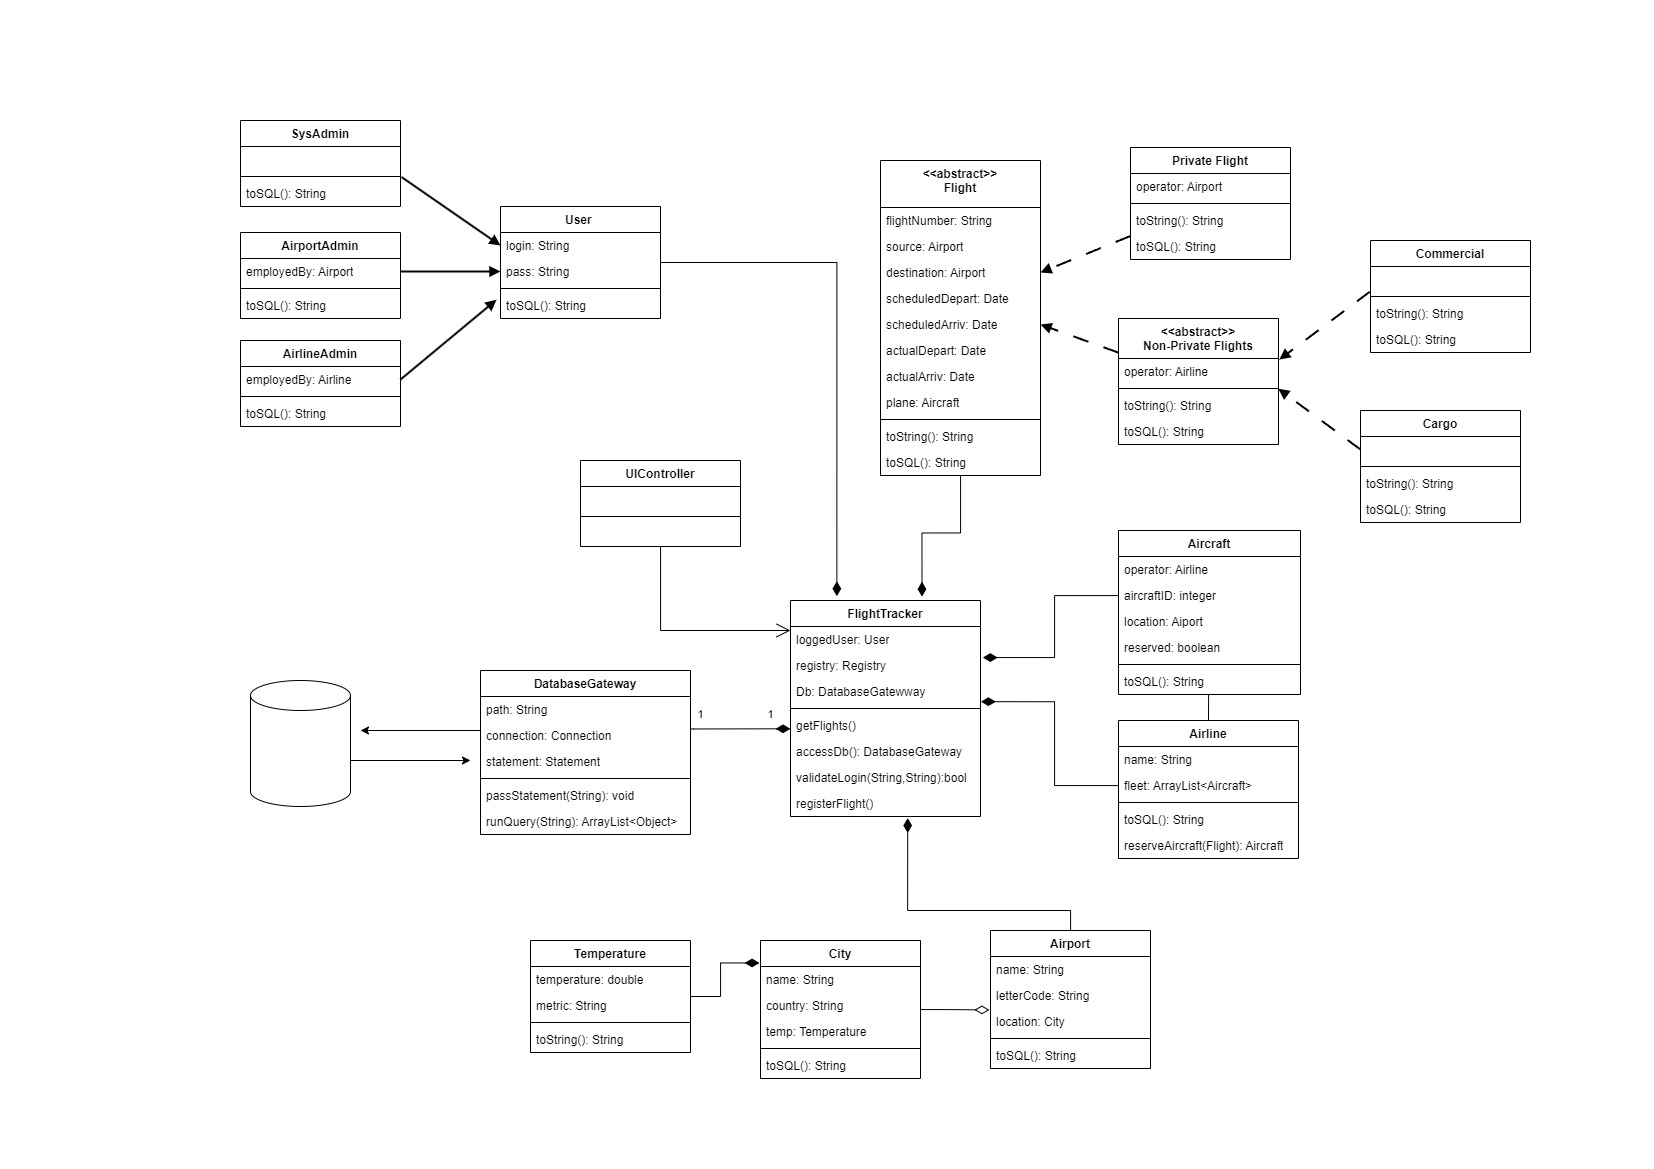 SysAdmin
toSQL(): String
AirportAdmin
employedBy: Airport
toSQL(): String
AirlineAdmin
employedBy: Airline
toSQL(): String
User
login: String
pass: String
toSQL(): String
<<abstract>>
Flight
flightNumber: String
source: Airport
destination: Airport
scheduledDepart: Date
scheduledArriv: Date
actualDepart: Date
actualArriv: Date
plane: Aircraft
toString(): String
toSQL(): String
Private Flight
operator: Airport
toString(): String
toSQL(): String
<<abstract>>
Non-Private Flights
operator: Airline
toString(): String
toSQL(): String
Commercial
toString(): String
toSQL(): String
Cargo
toString(): String
toSQL(): String
UIController
FlightTracker
loggedUser: User
registry: Registry
Db: DatabaseGatewway
getFlights()
accessDb(): DatabaseGateway
validateLogin(String,String):bool
registerFlight()
Aircraft
operator: Airline
aircraftID: integer
location: Aiport
reserved: boolean
toSQL(): String
Airline
name: String
fleet: ArrayList<Aircraft>
toSQL(): String
reserveAircraft(Flight): Aircraft
DatabaseGateway
path: String
connection: Connection
statement: Statement
passStatement(String): void
runQuery(String): ArrayList<Object>
1
1
Temperature
temperature: double
metric: String
toString(): String
City
name: String
country: String
temp: Temperature
toSQL(): String
Airport
name: String
letterCode: String
location: City
toSQL(): String